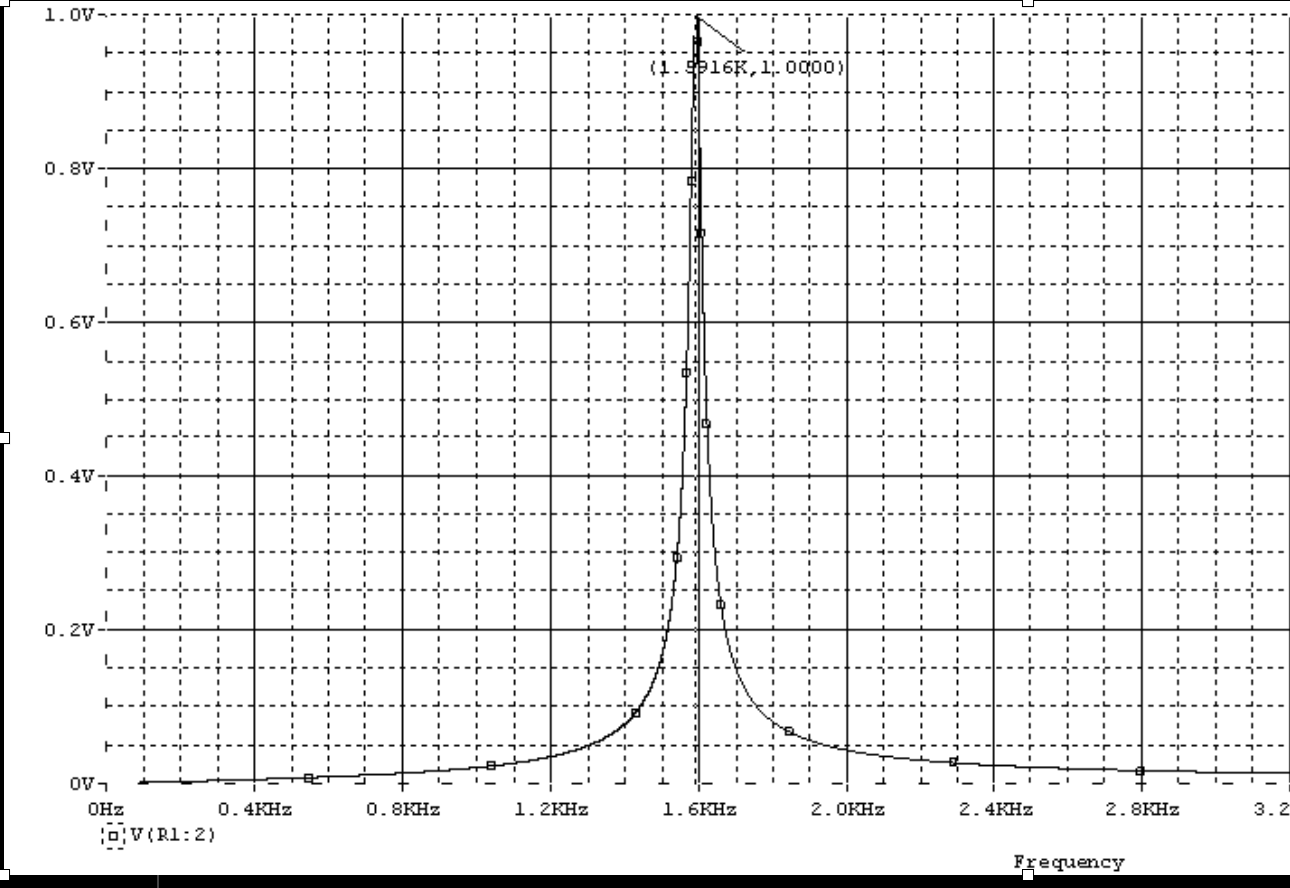 1.0V
(1.5916K,1.0000)
0.8V
0.6V
0.4V
0.2V
0V
0Hz 0.4KHz 0.8KHz 1.2KHz 1.6KHz 2.0KHz 2.4KHz 2.8KHz 3.2
V(R1:2)
Frequency